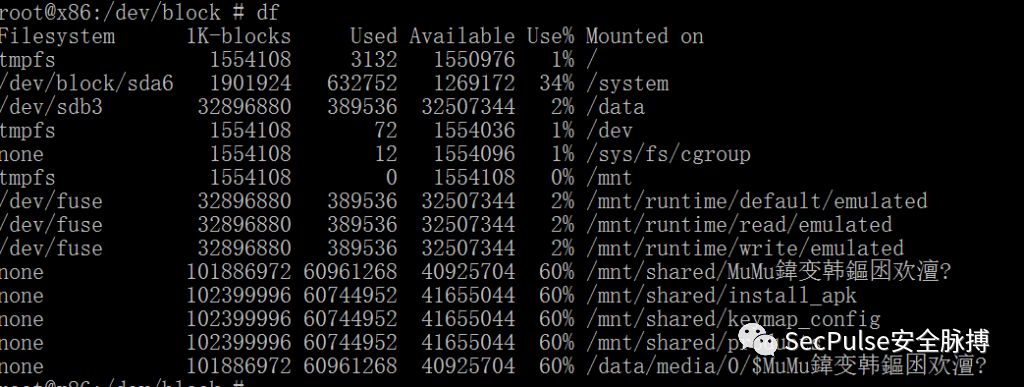 root@x86:/dev/block # df
Filesystem 1K-blocks Used Available Use% Mounted on
tmpfs 1554108 3132 1550976 1% /
/dev/block/sda6 1901924 632752 1269172 34% /system
/dev/sdb3 32896880 389536 32507344 2% /data
tmpfs 1554108 72 1554036 1% /dev
none 1554108 12 1554096 1% /sys/fs/cgroup
tmpfs 1554108 0 1554108 0% /mnt
/dev/fuse 32896880 389536 32507344 2% /mnt/runtime/default/emulated
/dev/fuse 32896880 389536 32507344 2% /mnt/runtime/read/emulated
/dev/fuse 32896880 389536 32507344 2% /mnt/runtime/write/emulated
none 101886972 60961268 40925704 60% /mnt/shared/MuMu鍏变韩鏂囦欢澶?
none 102399996 60744952 41655044 60% /mnt/shared/install_apk
none 102399996 60744952 41655044 60% /mnt/shared/keymap_config
none 102399996 60744952 41655044 60%
SecPulse安全脉搏
none 101886972 60961268 40925704 60% /data/media/0/$MuMu鍏变韩鏂囦欢澶?
root@x86:/dev/block #